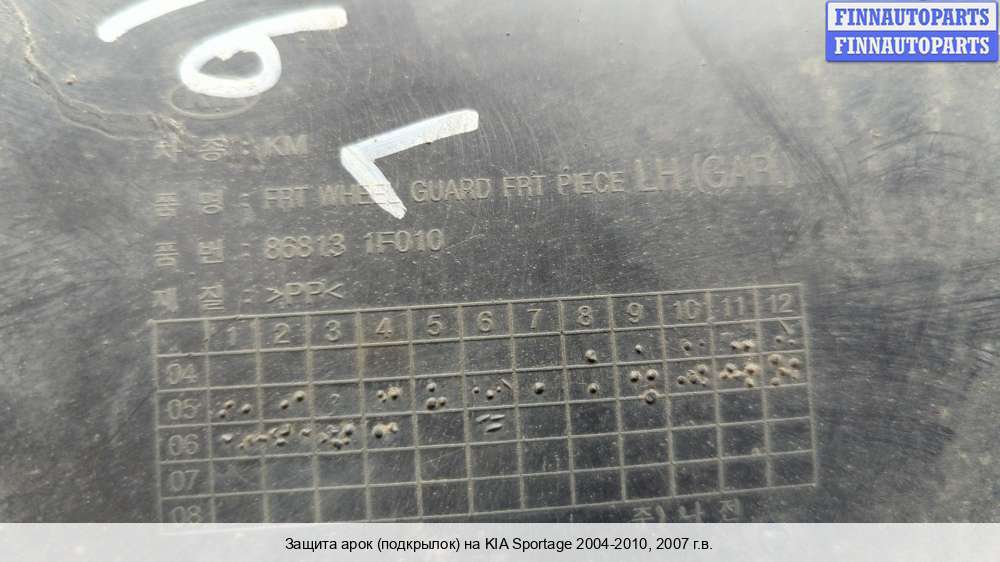 FINNAUTOPARTS
FINNAUTOPARTS
16
L
차 종 : KM
품 명 : FRT WHEEL GUARD FRT PIECE LH (GAR.)
품 번 : 86813 1F010
재 질 : >PP<
1 2 3 4 5 6 7 8 9 10 11 12
04
05
06
07
08
Защита арок (подкрылок) на KIA Sportage 2004-2010, 2007 г.в.